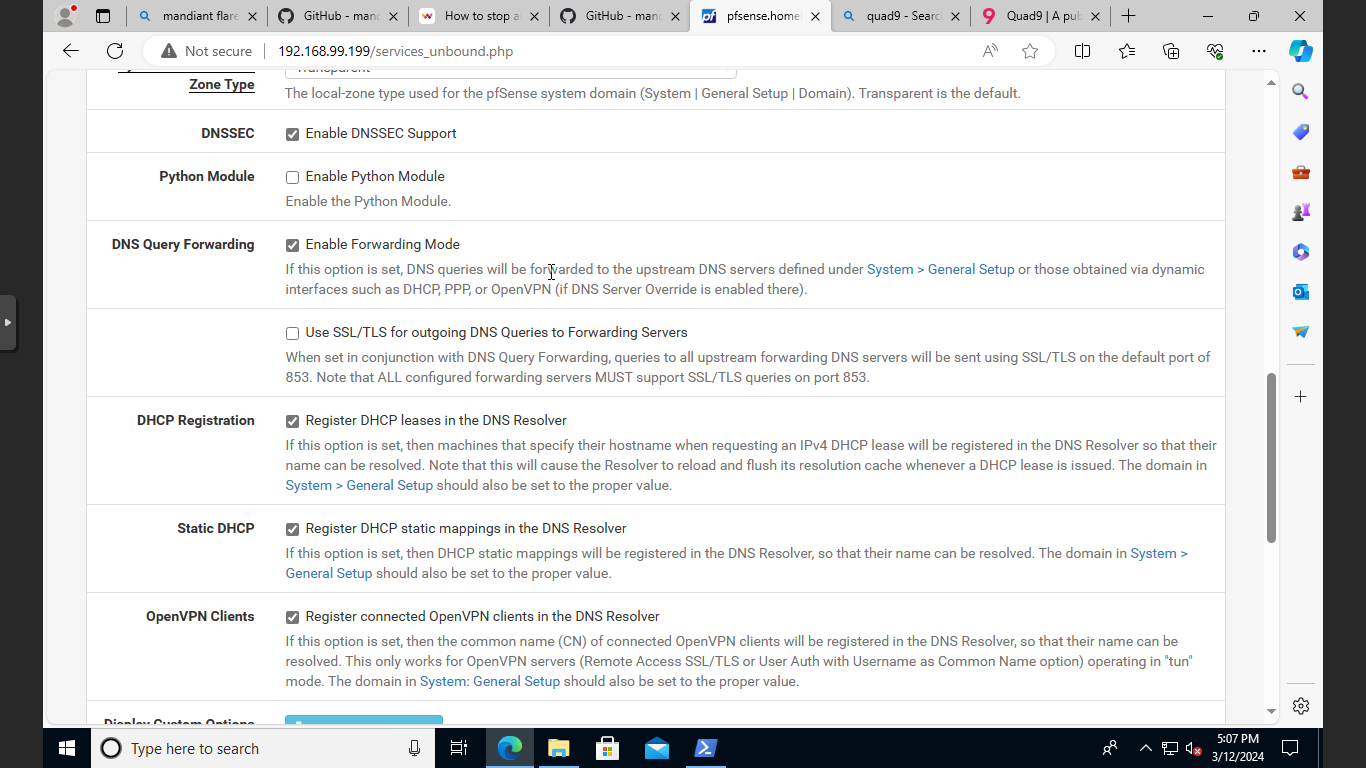 mandiant flare
GitHub - man
How to stop a
GitHub - mand
pfsense.home
quad9 - Searc
Quad9 | A pub
Not secure
192.168.99.199/services_unbound.php
Zone Type
The local-zone type used for the pfSense system domain (System | General Setup | Domain). Transparent is the default.
DNSSEC
Enable DNSSEC Support
Python Module
Enable Python Module
Enable the Python Module.
DNS Query Forwarding
Enable Forwarding Mode
If this option is set, DNS queries will be forwarded to the upstream DNS servers defined under System > General Setup or those obtained via dynamic
interfaces such as DHCP, PPP, or OpenVPN (if DNS Server Override is enabled there).
Use SSL/TLS for outgoing DNS Queries to Forwarding Servers
When set in conjunction with DNS Query Forwarding, queries to all upstream forwarding DNS servers will be sent using SSL/TLS on the default port of
853. Note that ALL configured forwarding servers MUST support SSL/TLS queries on port 853.
DHCP Registration
Register DHCP leases in the DNS Resolver
If this option is set, then machines that specify their hostname when requesting an IPv4 DHCP lease will be registered in the DNS Resolver so that their
name can be resolved. Note that this will cause the Resolver to reload and flush its resolution cache whenever a DHCP lease is issued. The domain in
System > General Setup should also be set to the proper value.
Static DHCP
Register DHCP static mappings in the DNS Resolver
If this option is set, then DHCP static mappings will be registered in the DNS Resolver, so that their name can be resolved. The domain in System >
General Setup should also be set to the proper value.
OpenVPN Clients
Register connected OpenVPN clients in the DNS Resolver
If this option is set, then the common name (CN) of connected OpenVPN clients will be registered in the DNS Resolver, so that their name can be
resolved. This only works for OpenVPN servers (Remote Access SSL/TLS or User Auth with Username as Common Name option) operating in "tun"
mode. The domain in System: General Setup should also be set to the proper value.
Display Custom Options
Type here to search
5:07 PM
3/12/2024